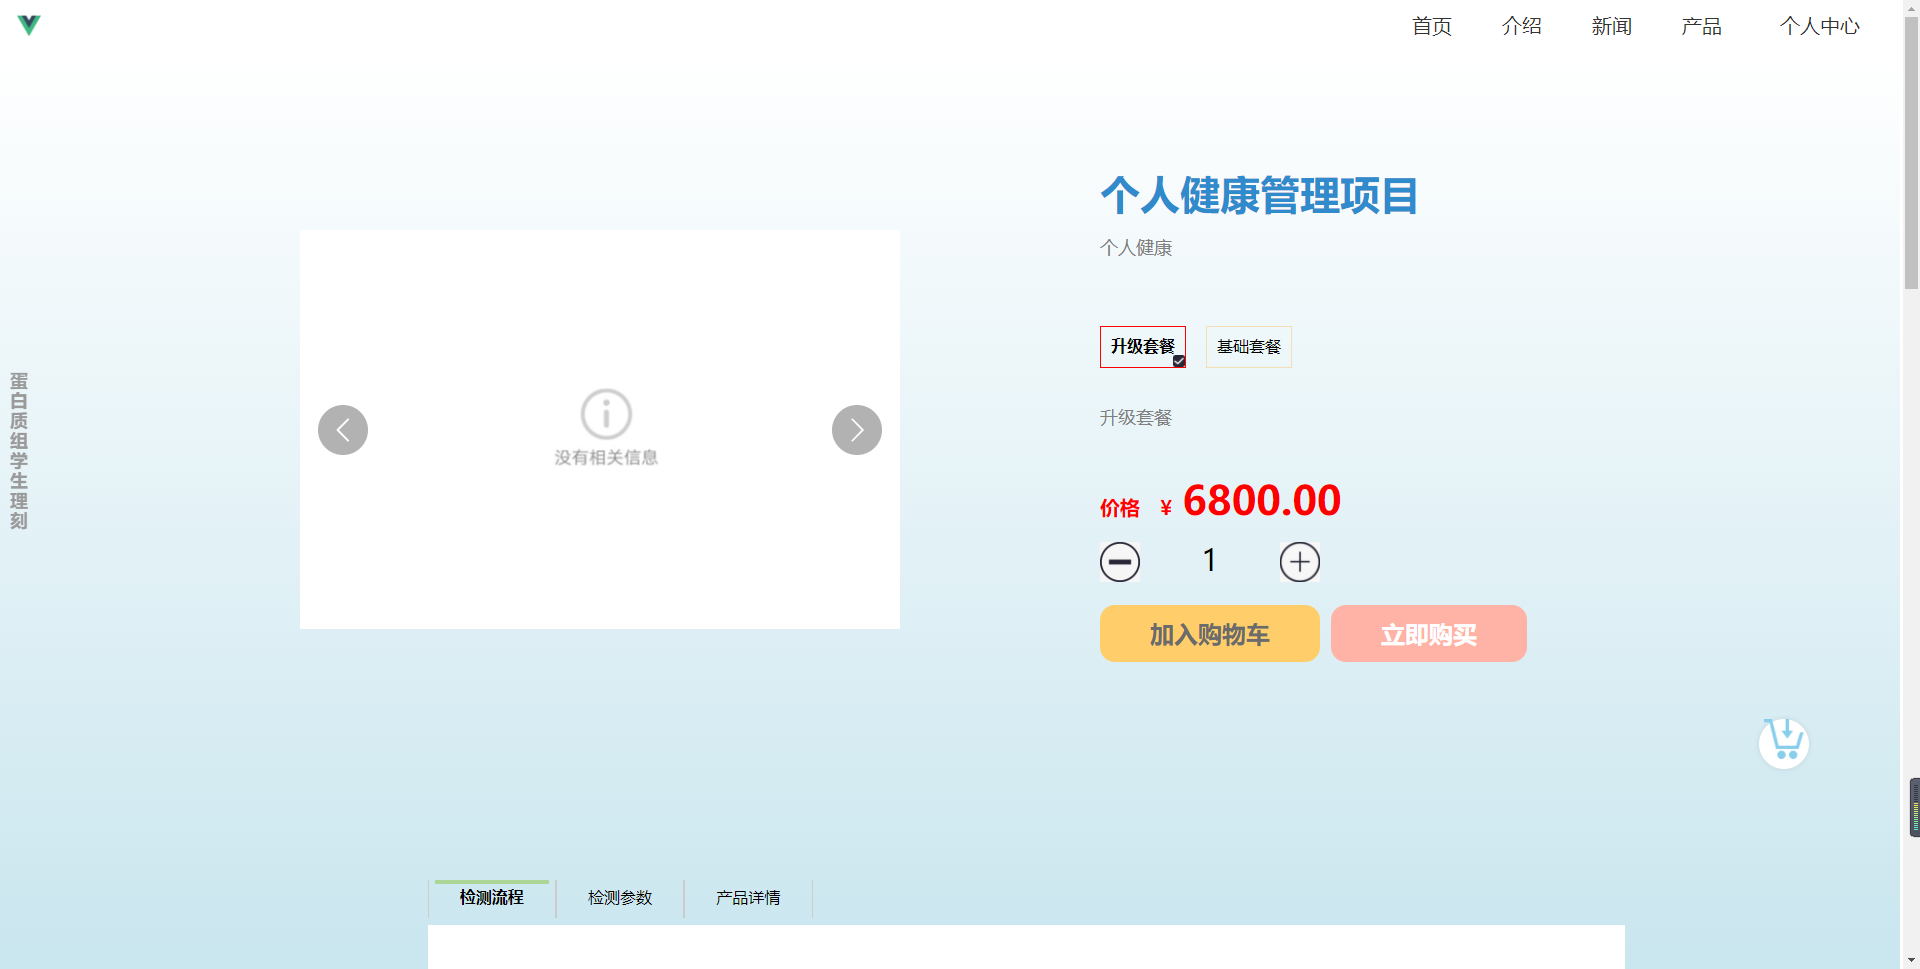 首页 介绍 新闻 产品 个人中心
个人健康管理项目
个人健康
升级套餐 基础套餐
升级套餐
蛋白质组学生理刻
没有相关信息
价格 ¥ 6800.00
1
加入购物车 立即购买
检测流程 检测参数 产品详情